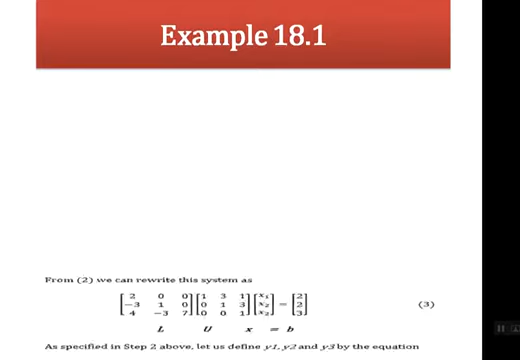 Example 18.1
From (2) we can rewrite this system as
[2 0 0; −3 1 0; 4 −3 7] [1 3 1; 0 1 3; 0 0 1] [x₁; x₂; x₂] = [2; 2; 3] (3)
L U x = b
As specified in Step 2 above, let us define y1, y2 and y3 by the equation